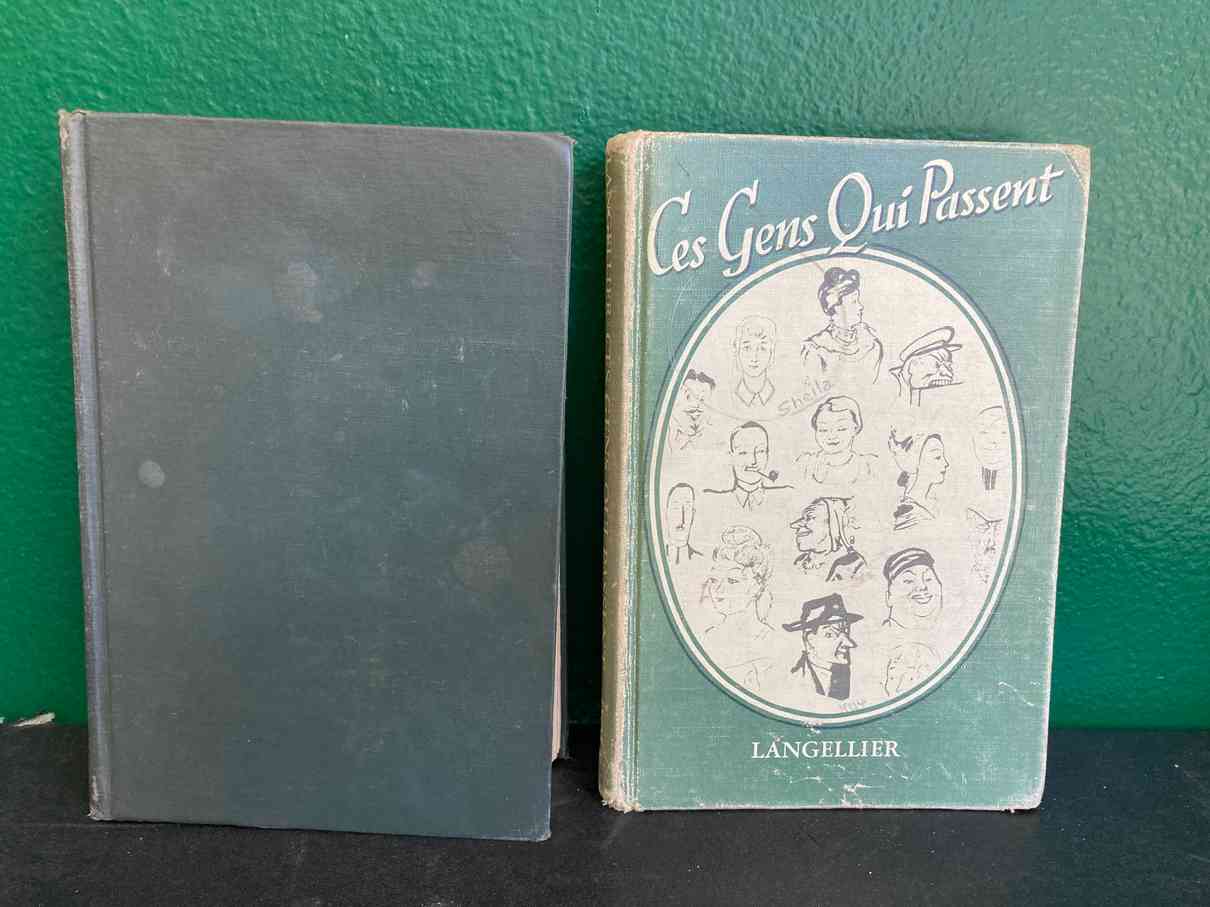 Ces Gens Qui Passent
Sheila
LANGELLIER